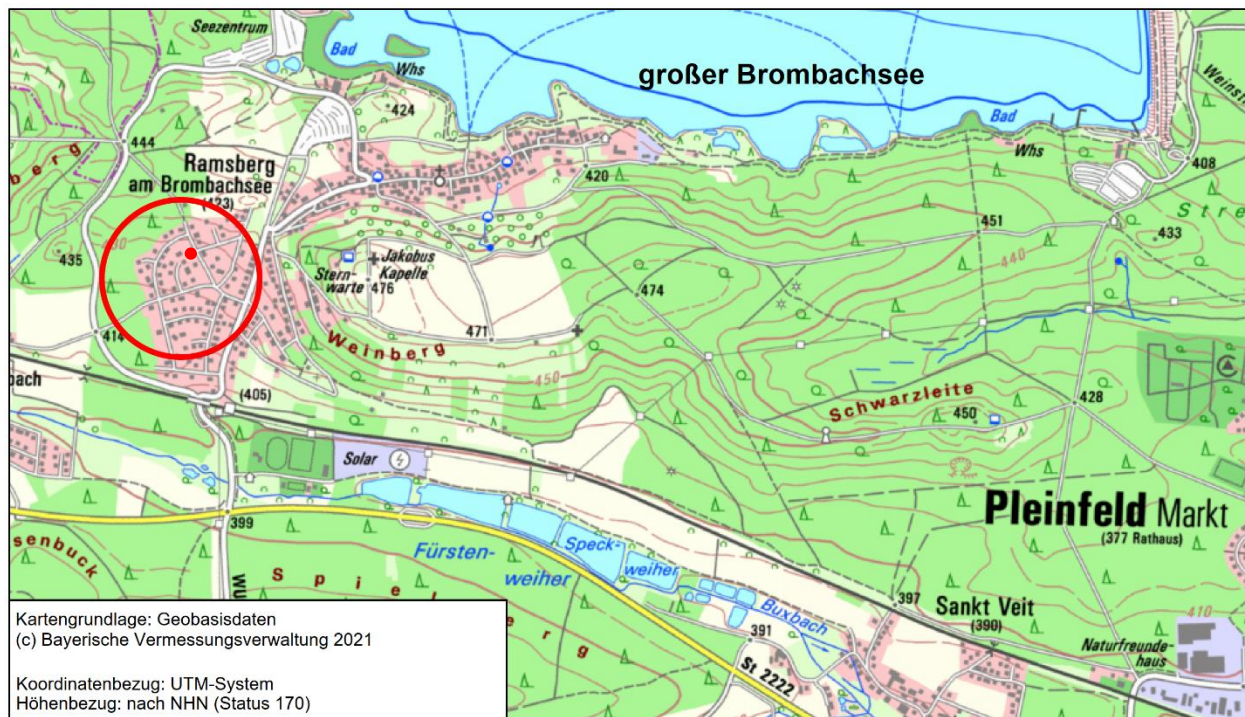 Seezentrum
Bad
Whs
großer Brombachsee
424
444
Ramsberg
am Brombachsee
(423)
Bad
Whs
408
420
451
433
440
435
Jakobus
Kapelle
Stern-
warte
476
474
471
414
Weinberg
450
(405)
bach
Schwarzleite
450
428
Solar
399
Pleinfeld Markt
(377 Rathaus)
Fürsten-
weiher
Speck-
weiher
Buxbach
397
Sankt Veit
(390)
410
391
Naturfreunde-
haus
St 2222
Kartengrundlage: Geobasisdaten
(c) Bayerische Vermessungsverwaltung 2021
Koordinatenbezug: UTM-System
Höhenbezug: nach NHN (Status 170)